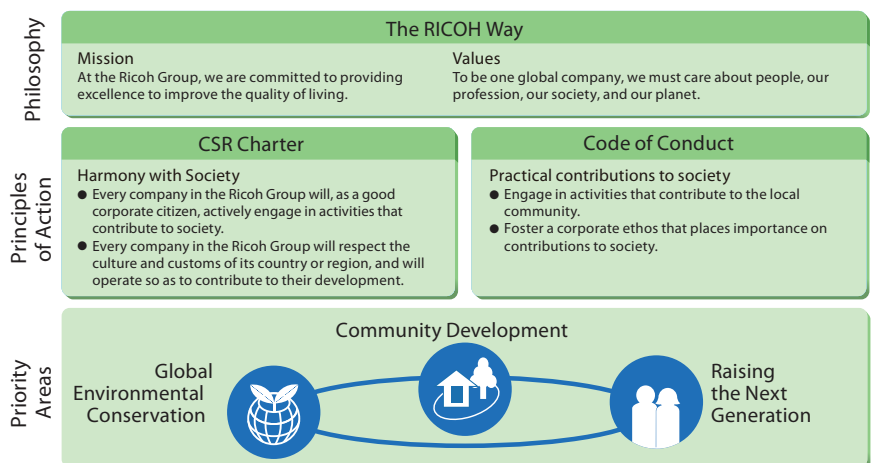 Philosophy
The RICOH Way
Mission
At the Ricoh Group, we are committed to providing
excellence to improve the quality of living.
Values
To be one global company, we must care about people, our
profession, our society, and our planet.
Principles
of Action
CSR Charter
Harmony with Society
● Every company in the Ricoh Group will, as a good
corporate citizen, actively engage in activities that
contribute to society.
● Every company in the Ricoh Group will respect the
culture and customs of its country or region, and will
operate so as to contribute to their development.
Code of Conduct
Practical contributions to society
● Engage in activities that contribute to the local
community.
● Foster a corporate ethos that places importance on
contributions to society.
Priority
Areas
Community Development
Global
Environmental
Conservation
Raising
the Next
Generation